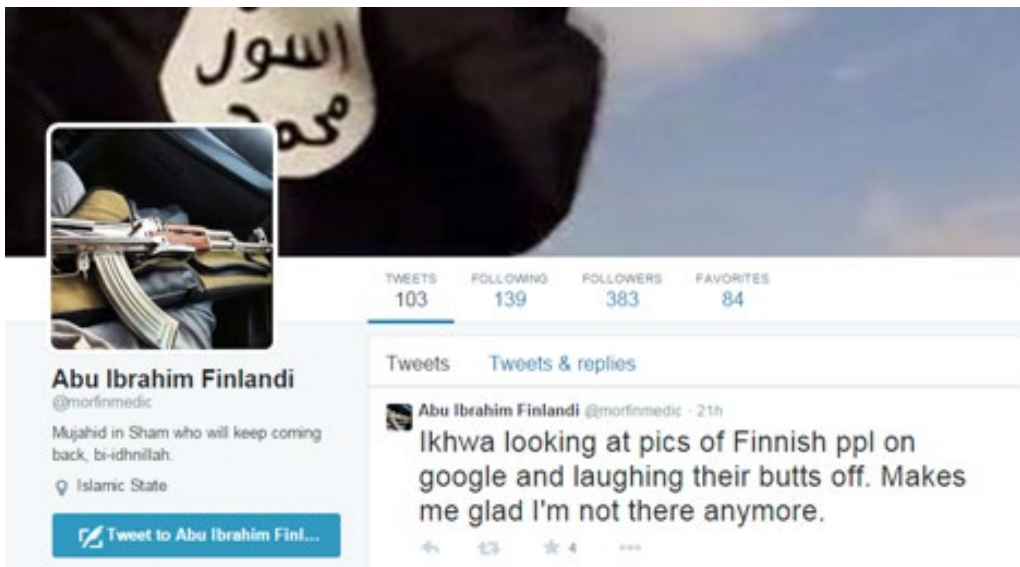 رسول
محمد
TWEETS FOLLOWING FOLLOWERS FAVORITES
103 139 383 84
Tweets Tweets & replies
Abu Ibrahim Finlandi
@morfinmedic
Mujahid in Sham who will keep coming
back, bi-idhnillah.
Islamic State
Tweet to Abu Ibrahim Finl....
Abu Ibrahim Finlandi @morfinmedic · 21h
Ikhwa looking at pics of Finnish ppl on
google and laughing their butts off. Makes
me glad I'm not there anymore.
4